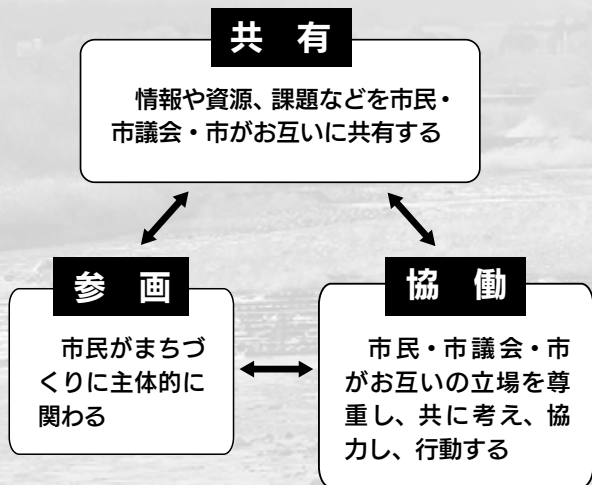 共 有
情報や資源、課題などを市民・
市議会・市がお互いに共有する
参 画
市民がまちづ
くりに主体的に
関わる
協 働
市民・市議会・市
がお互いの立場を尊
重し、共に考え、協
力し、行動する